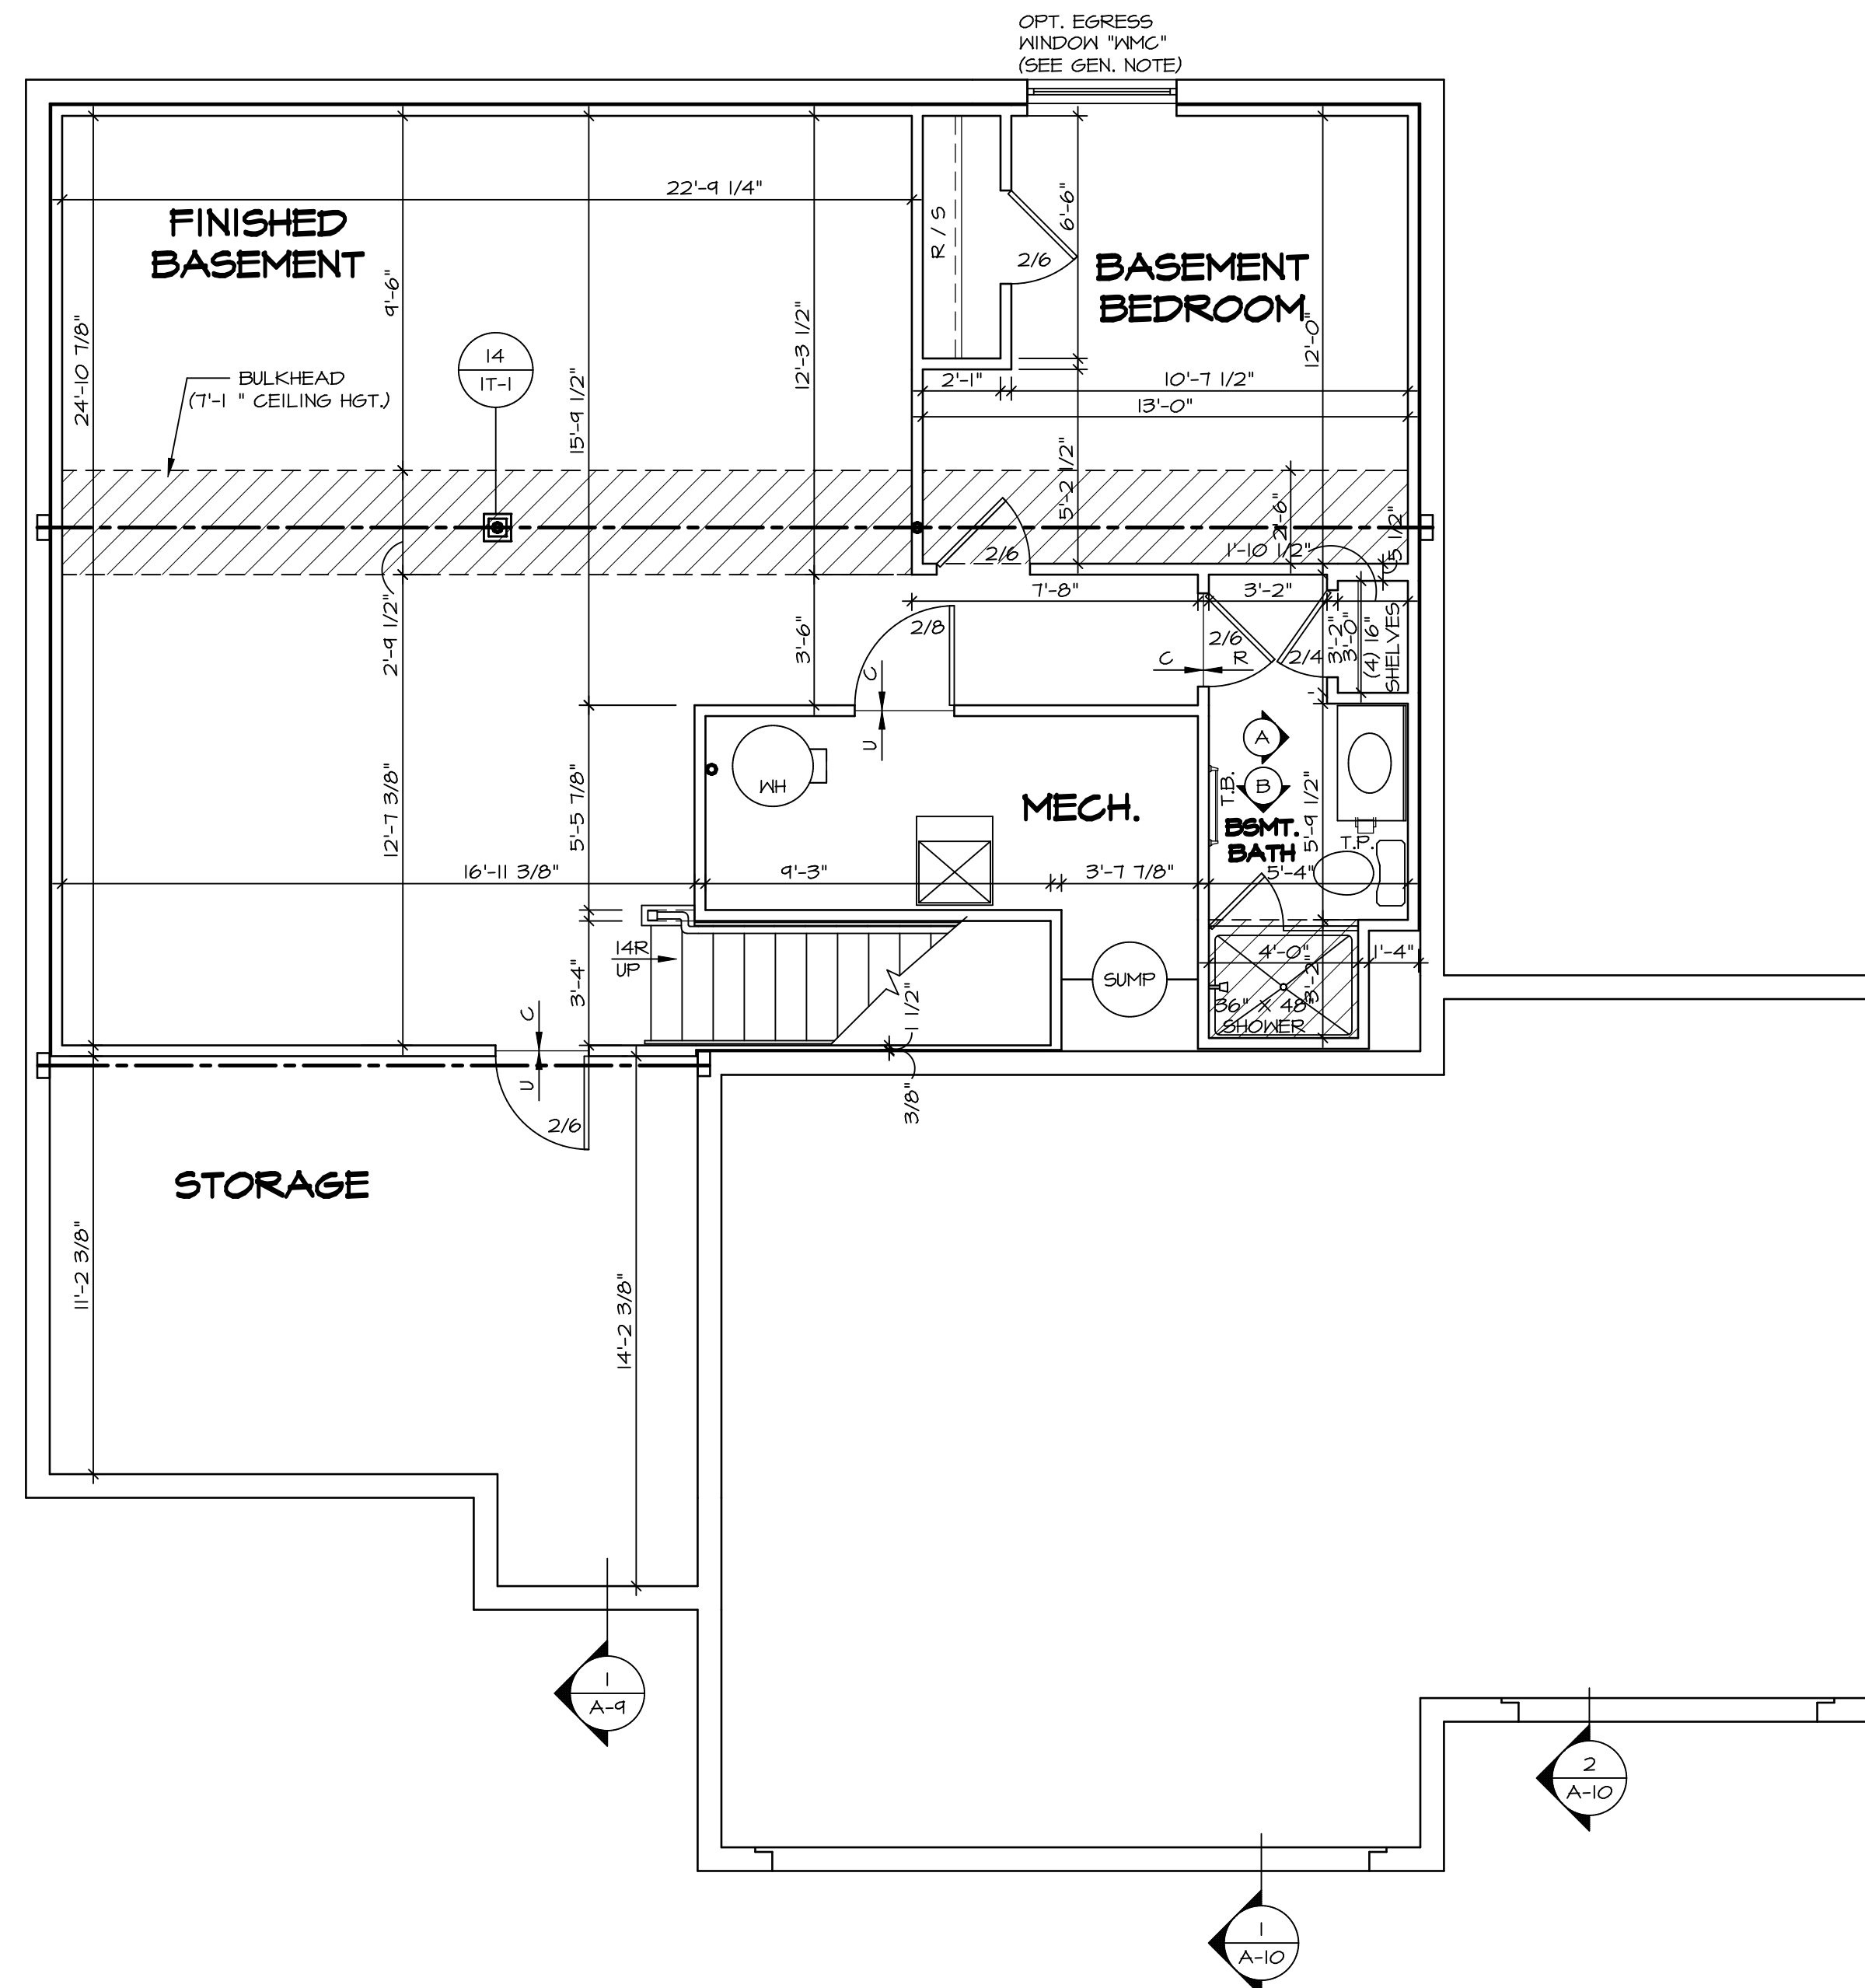 OPT. EGRESS
WINDOW "WMC"
(SEE GEN. NOTE)
22'-9 1/4"
FINISHED
BASEMENT
R / S
6'-6"
2/6
BASEMENT
BEDROOM
9'-6"
24'-10 7/8"
12'-3 1/2"
12'-0"
14
1T-1
BULKHEAD
(7'-1 " CEILING HGT.)
15'-9 1/2"
2'-1"
10'-7 1/2"
13'-0"
5'-2 1/2"
2'-6"
5 1/2"
2/6
1'-10 1/2"
7'-8"
3'-2"
2'-9 1/2"
3'-6"
2/8
2/6
2/4
3'-2"
3'-0"
(4) 16"
SHELVES
C
R
C
U
A
B
WH
MECH.
T.B.
BSMT.
BATH
5'-9 1/2"
T.P.
12'-7 3/8"
5'-5 7/8"
16'-11 3/8"
9'-3"
3'-7 7/8"
5'-4"
14R
UP
3'-4"
SUMP
4'-0"
1'-4"
3'-2"
36" X 48"
SHOWER
1 1/2"
3/8"
C
U
2/6
STORAGE
11'-2 3/8"
14'-2 3/8"
1
A-9
2
A-10
1
A-10